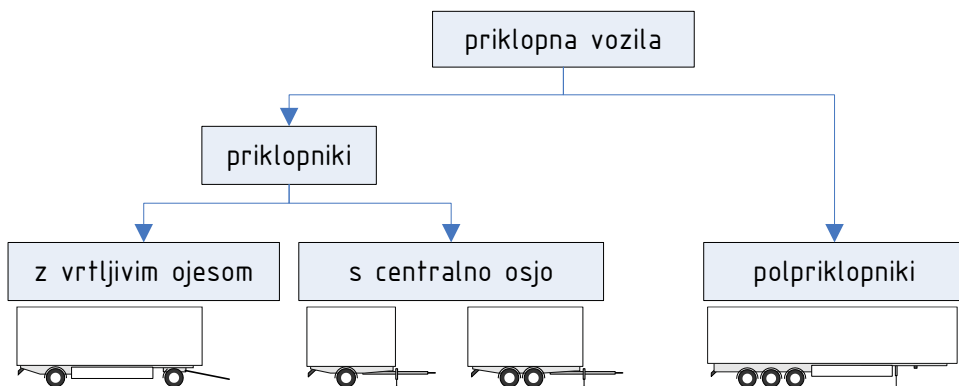 priklopna vozila
priklopniki
z vrtljivim ojesom
s centralno osjo
polpriklopniki